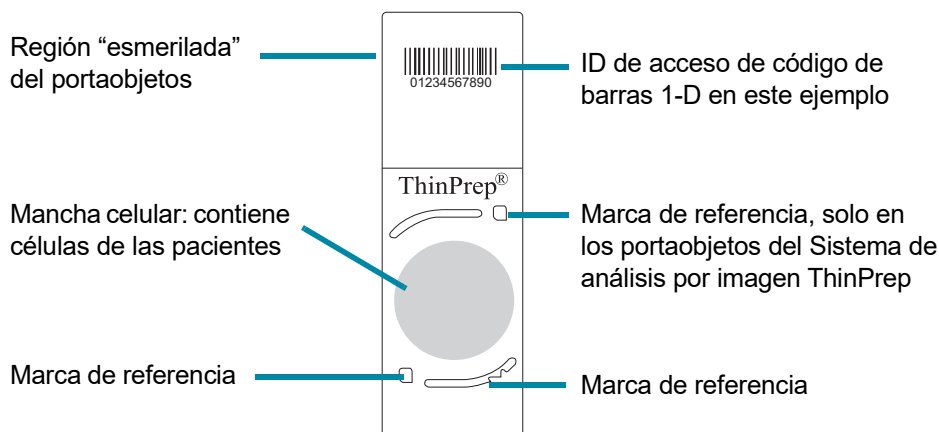 Región “esmerilada”
del portaobjetos
01234567890
ID de acceso de código de
barras 1-D en este ejemplo
ThinPrep®
Mancha celular: contiene
células de las pacientes
Marca de referencia, solo en
los portaobjetos del Sistema de
análisis por imagen ThinPrep
Marca de referencia
Marca de referencia